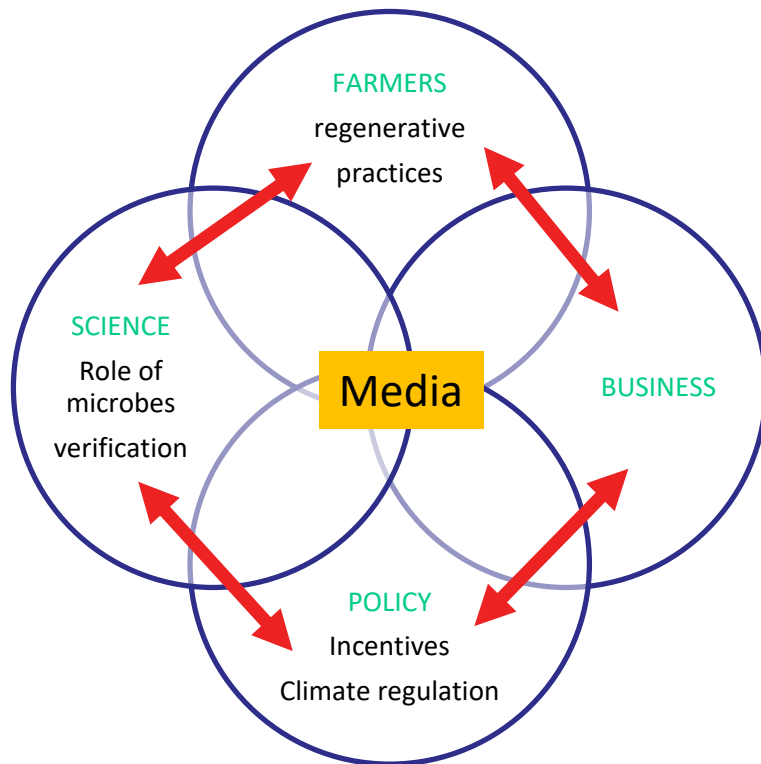 FARMERS
regenerative
practices
SCIENCE
Role of
microbes
verification
Media
BUSINESS
POLICY
Incentives
Climate regulation